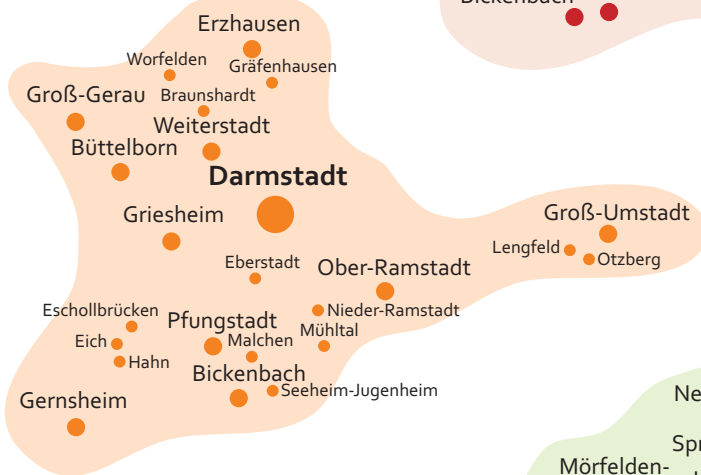 Bickenbach
Erzhausen
Worfelden
Gräfenhausen
Groß-Gerau
Braunshardt
Weiterstadt
Büttelborn
Darmstadt
Griesheim
Groß-Umstadt
Lengfeld
Otzberg
Eberstadt
Ober-Ramstadt
Eschollbrücken
Nieder-Ramstadt
Pfungstadt
Mühltal
Eich
Malchen
Hahn
Bickenbach
Seeheim-Jugenheim
Gernsheim
Mörfelden-